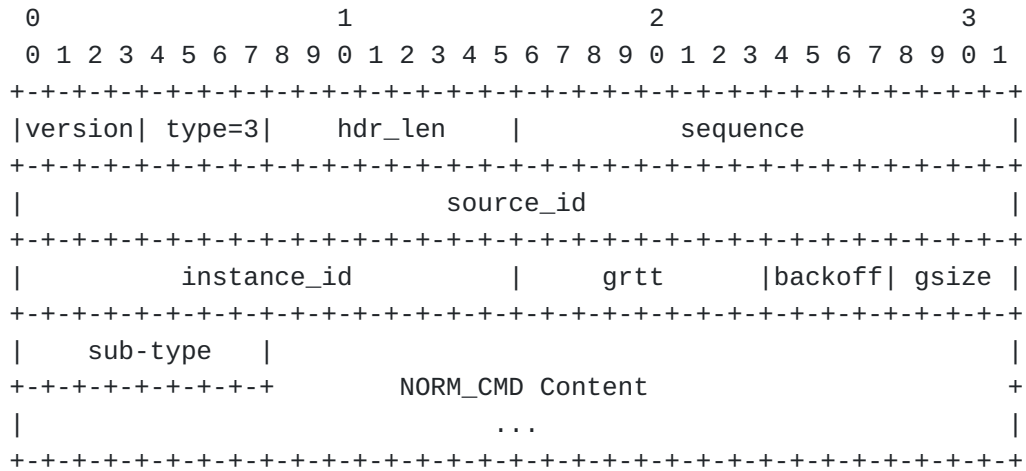 0                   1                   2                   3
 0 1 2 3 4 5 6 7 8 9 0 1 2 3 4 5 6 7 8 9 0 1 2 3 4 5 6 7 8 9 0 1
+-+-+-+-+-+-+-+-+-+-+-+-+-+-+-+-+-+-+-+-+-+-+-+-+-+-+-+-+-+-+-+-+
|version| type=3|    hdr_len    |          sequence             |
+-+-+-+-+-+-+-+-+-+-+-+-+-+-+-+-+-+-+-+-+-+-+-+-+-+-+-+-+-+-+-+-+
|                           source_id                           |
+-+-+-+-+-+-+-+-+-+-+-+-+-+-+-+-+-+-+-+-+-+-+-+-+-+-+-+-+-+-+-+-+
|          instance_id          |     grtt      |backoff| gsize |
+-+-+-+-+-+-+-+-+-+-+-+-+-+-+-+-+-+-+-+-+-+-+-+-+-+-+-+-+-+-+-+-+
|    sub-type   |                                               |
+-+-+-+-+-+-+-+-+        NORM_CMD Content                       +
|                              ...                              |
+-+-+-+-+-+-+-+-+-+-+-+-+-+-+-+-+-+-+-+-+-+-+-+-+-+-+-+-+-+-+-+-+